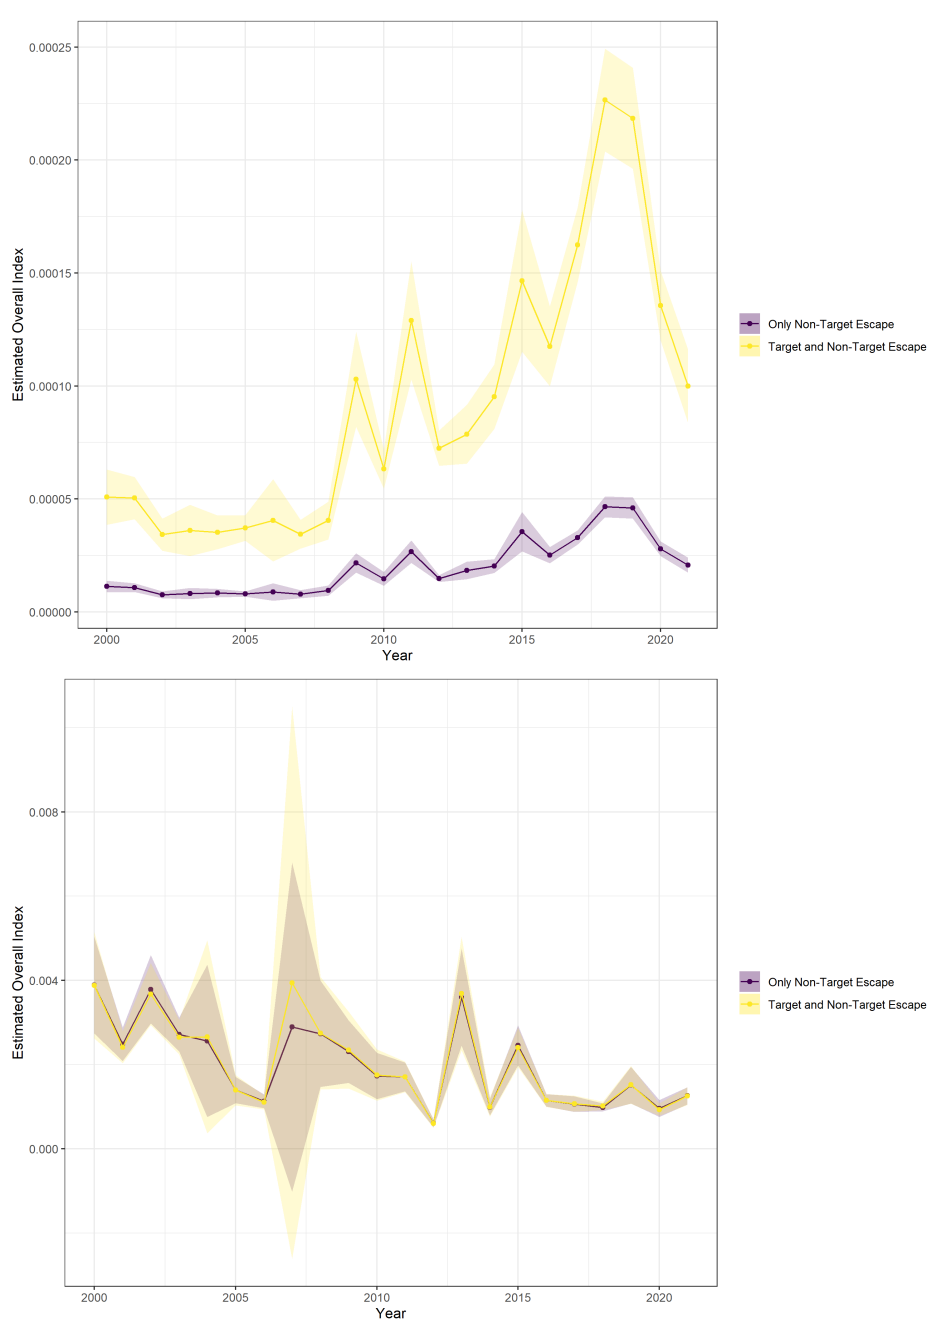 0.00025
0.00020
0.00015
0.00010
0.00005
0.00000
Estimated Overall Index
2000 2005 2010 2015 2020
Year
Only Non-Target Escape
Target and Non-Target Escape
0.008
0.004
0.000
Estimated Overall Index
2000 2005 2010 2015 2020
Year
Only Non-Target Escape
Target and Non-Target Escape